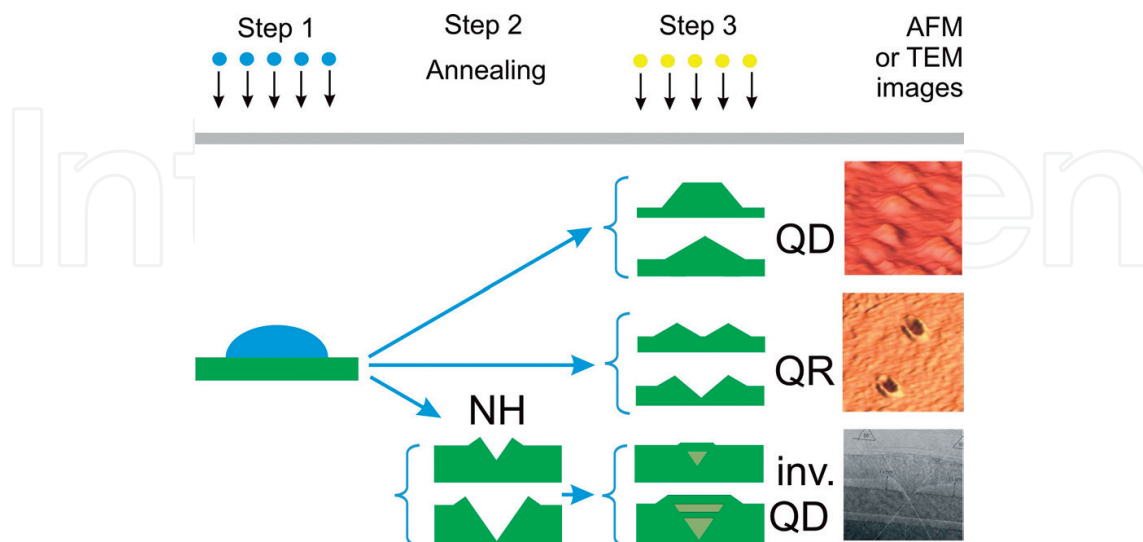 Step 1
Step 2
Annealing
Step 3
AFM
or TEM
images
QD
QR
NH
inv.
QD